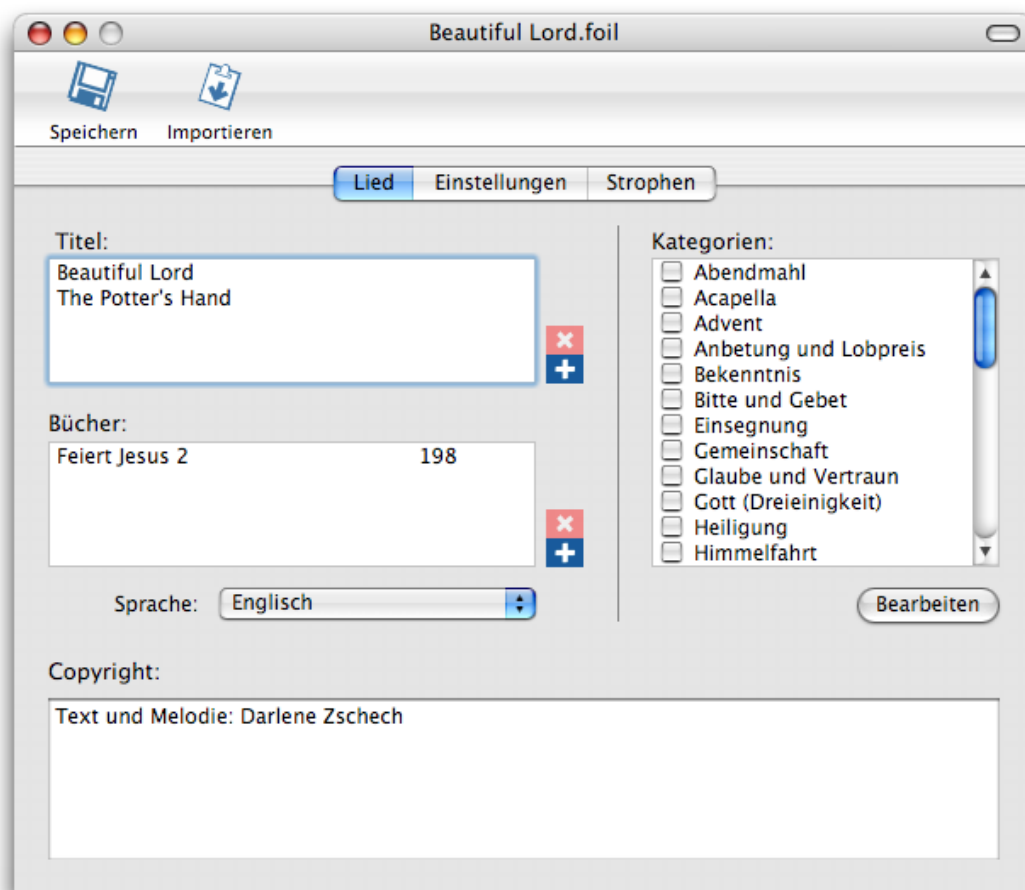 Beautiful Lord.foil
Speichern
Importieren
Lied
Einstellungen
Strophen
Titel:
Beautiful Lord
The Potter's Hand
Bücher:
Feiert Jesus 2 198
Sprache: Englisch
Kategorien:
Abendmahl
Acapella
Advent
Anbetung und Lobpreis
Bekenntnis
Bitte und Gebet
Einsegnung
Gemeinschaft
Glaube und Vertraun
Gott (Dreieinigkeit)
Heiligung
Himmelfahrt
Bearbeiten
Copyright:
Text und Melodie: Darlene Zschech